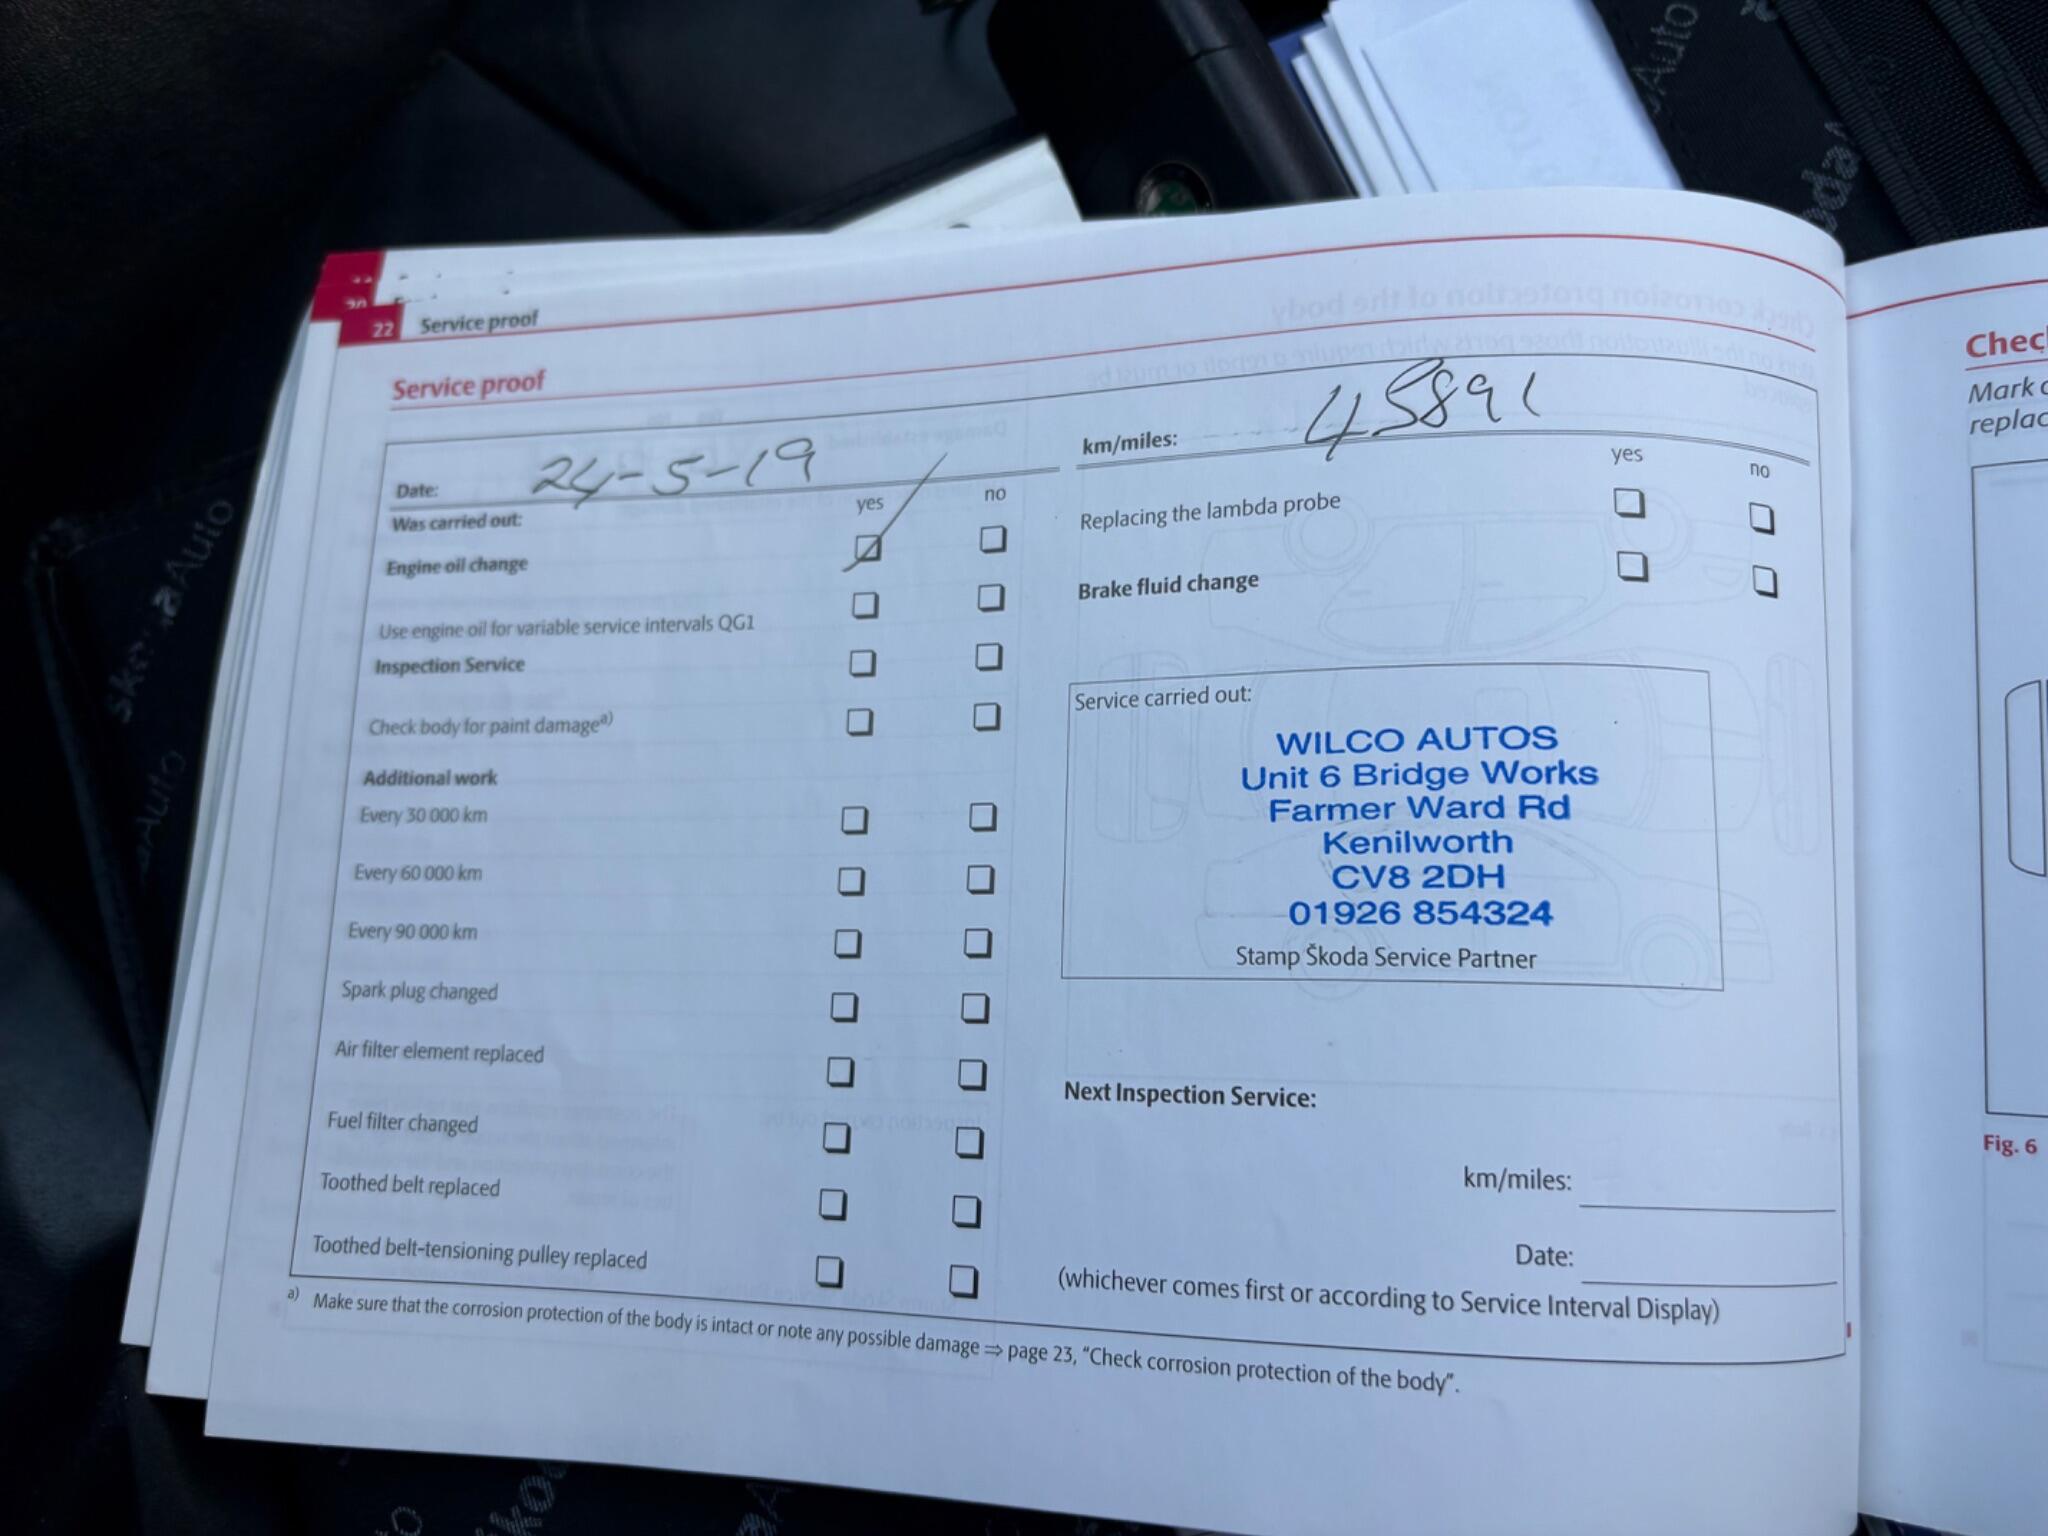 22 Service proof
Service proof
Date: 24-5-19
km/miles: 45891
Was carried out: yes no
Engine oil change
Use engine oil for variable service intervals QG1
Inspection Service
Check body for paint damage a)
Additional work
Every 30 000 km
Every 60 000 km
Every 90 000 km
Spark plug changed
Air filter element replaced
Fuel filter changed
Toothed belt replaced
Toothed belt-tensioning pulley replaced
yes no
Replacing the lambda probe
Brake fluid change
Service carried out:
WILCO AUTOS
Unit 6 Bridge Works
Farmer Ward Rd
Kenilworth
CV8 2DH
01926 854324
Stamp Škoda Service Partner
Next Inspection Service:
km/miles:
Date:
(whichever comes first or according to Service Interval Display)
a) Make sure that the corrosion protection of the body is intact or note any possible damage ⇒ page 23, “Check corrosion protection of the body”.
Fig. 6